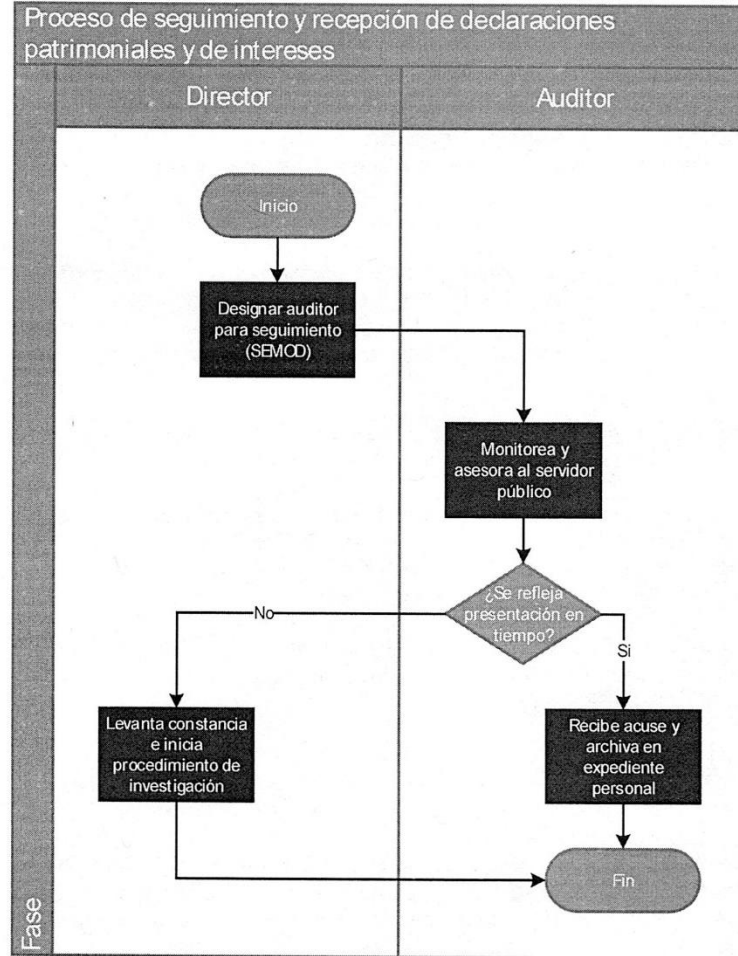 Proceso de seguimiento y recepción de declaraciones
patrimoniales y de intereses
Director
Auditor
Inicio
Designar auditor
para seguimiento
(SEMOD)
Monitorea y
asesora al servidor
público
¿Se refleja
presentación en
tiempo?
No
Si
Levanta constancia
e inicia
procedimiento de
investigación
Recibe acuse y
archiva en
expediente
personal
Fin
Fase